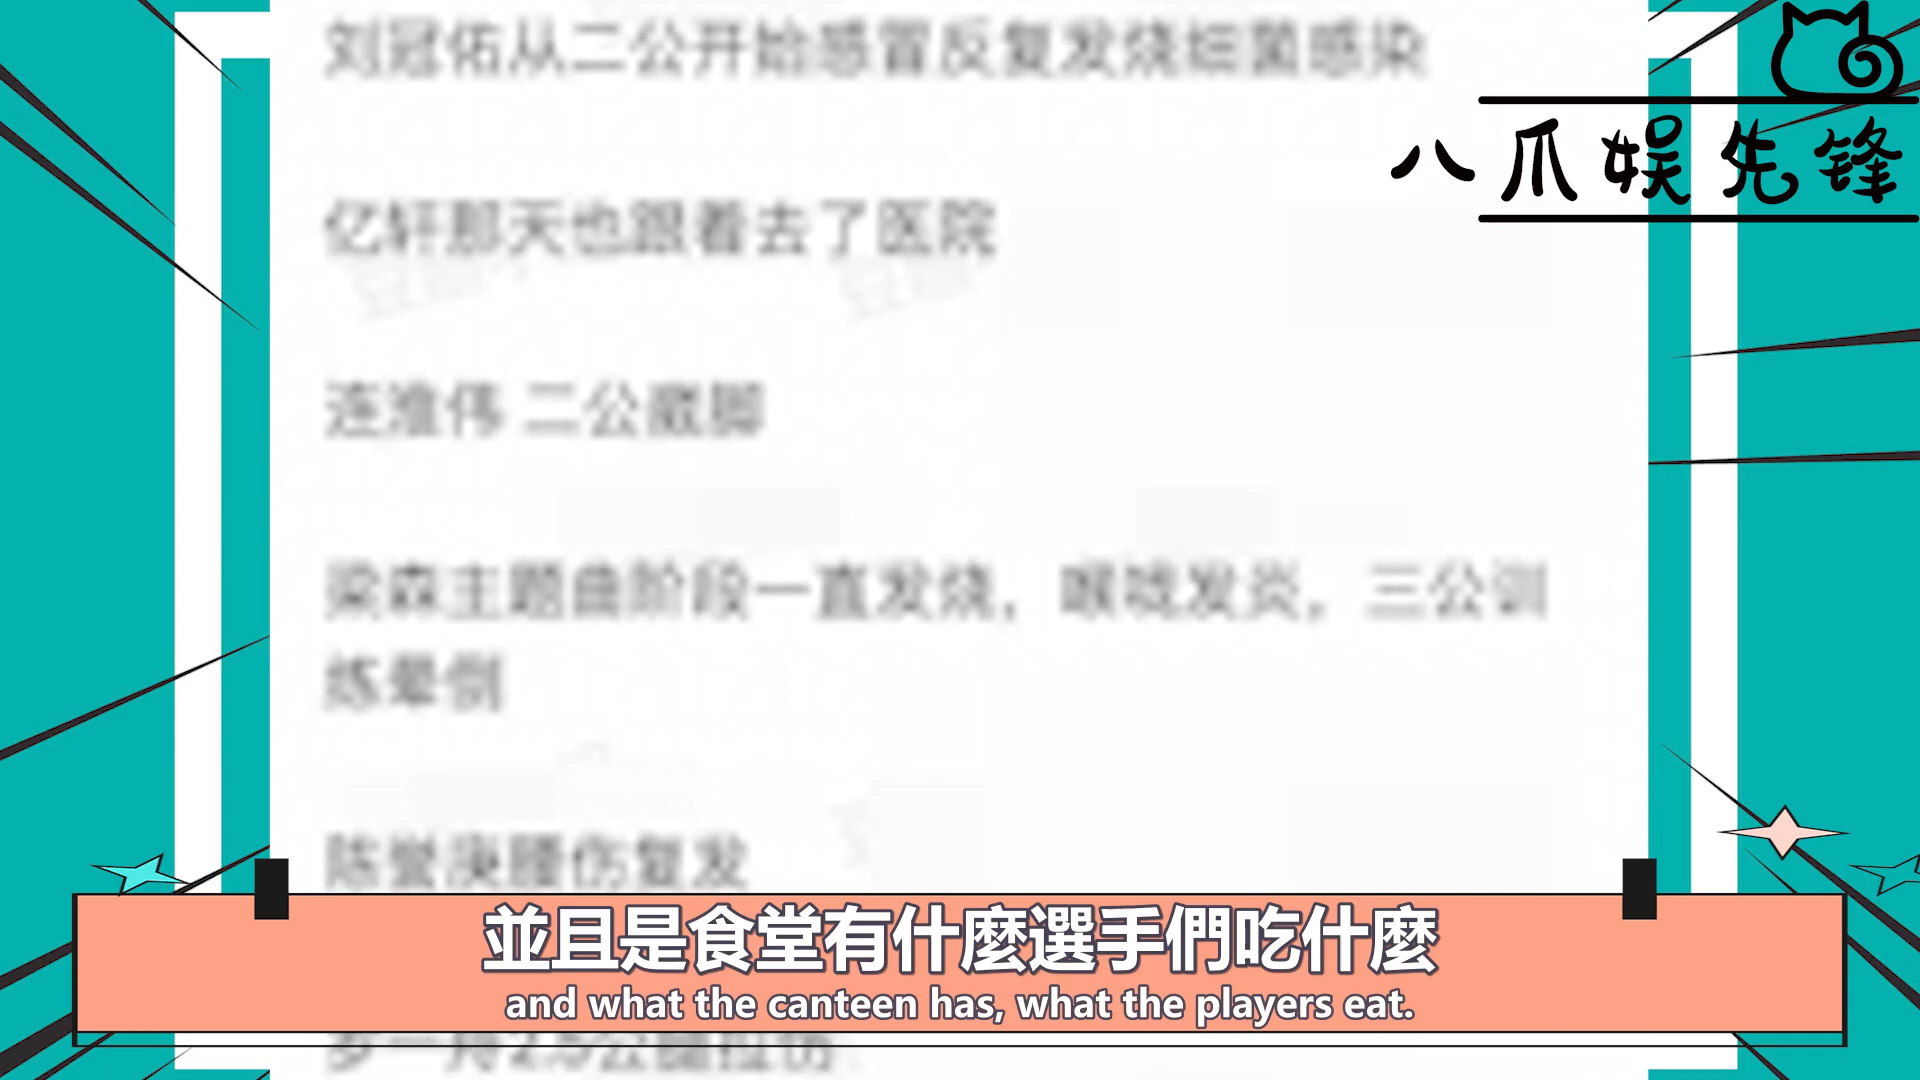 刘冠佑从二公开始感冒反复发烧细菌感染
八爪娱先锋
亿轩那天也跟着去了医院
连淮伟 二公崴脚
梁森主题曲阶段一直发烧，喉咙发炎，三公训
练晕倒
陈誉庚腰伤复发
並且是食堂有什麼選手們吃什麼
and what the canteen has, what the players eat.